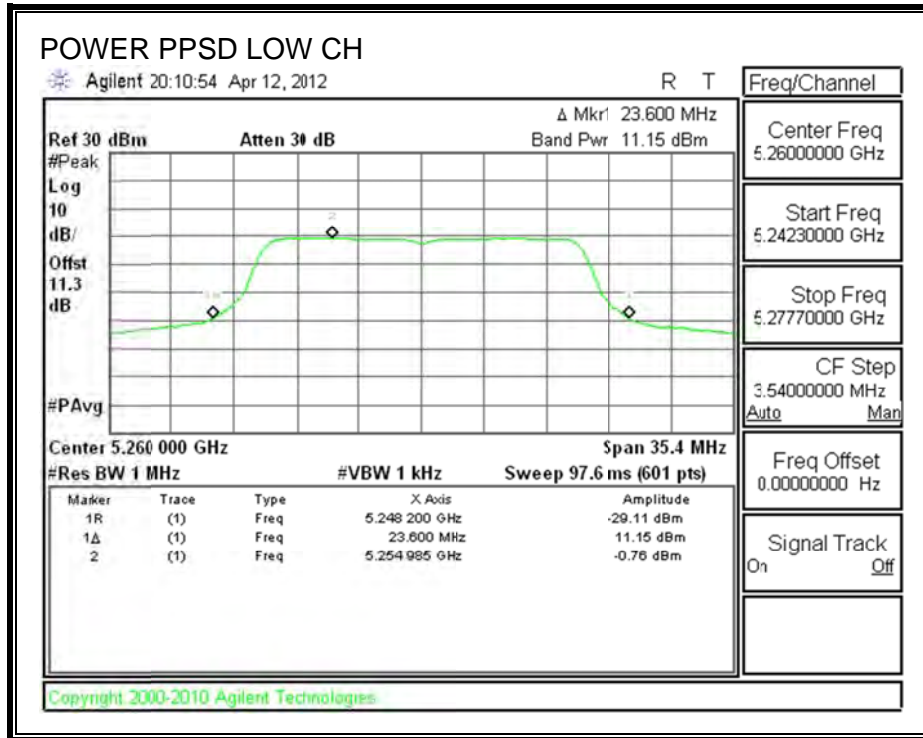 POWER PPSD LOW CH
Agilent 20:10:54 Apr 12, 2012 R T
Δ Mkr1 23.600 MHz
Ref 30 dBm Atten 30 dB Band Pwr 11.15 dBm
#Peak
Log
10
dB/
Offst
11.3
dB
#PAvg
2
Center 5.260 000 GHz Span 35.4 MHz
#Res BW 1 MHz #VBW 1 kHz Sweep 97.6 ms (601 pts)
Marker Trace Type X Axis Amplitude
1R (1) Freq 5.248 200 GHz -29.11 dBm
1Δ (1) Freq 23.600 MHz 11.15 dBm
2 (1) Freq 5.254 985 GHz -0.76 dBm
Freq/Channel
Center Freq
5.26000000 GHz
Start Freq
5.24230000 GHz
Stop Freq
5.27770000 GHz
CF Step
3.54000000 MHz
Auto Man
Freq Offset
0.00000000 Hz
Signal Track
On Off
Copyright 2000-2010 Agilent Technologies